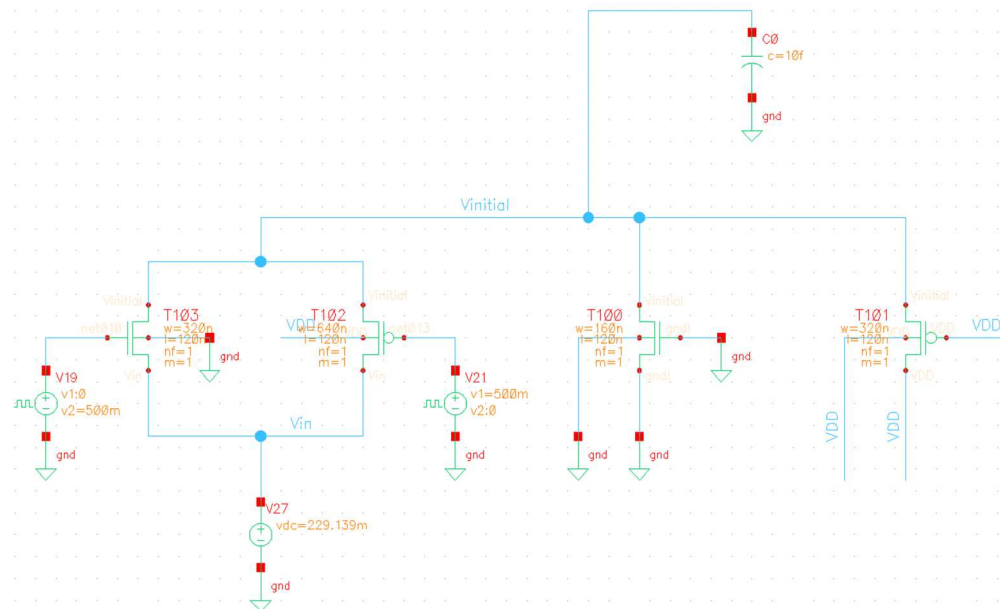 C0
c=10f
gnd
Vinitial
Vinitial
T103
net018
w=320n
l=120n
nf=1
m=1
gnd
Vin
Vinitial
T102
VDD
w=640n
l=120n
nf=1
m=1
Vin
Vinitial
T100
gnd!
w=160n
l=120n
nf=1
m=1
gnd
gnd!
Vinitial
T101
w=320n
VDD
VDD
l=120n
nf=1
m=1
VDD
V19
v1:0
v2=500m
gnd
Vin
V21
v1=500m
v2:0
gnd
gnd
gnd
VDD
VDD
V27
vdc=229.139m
gnd